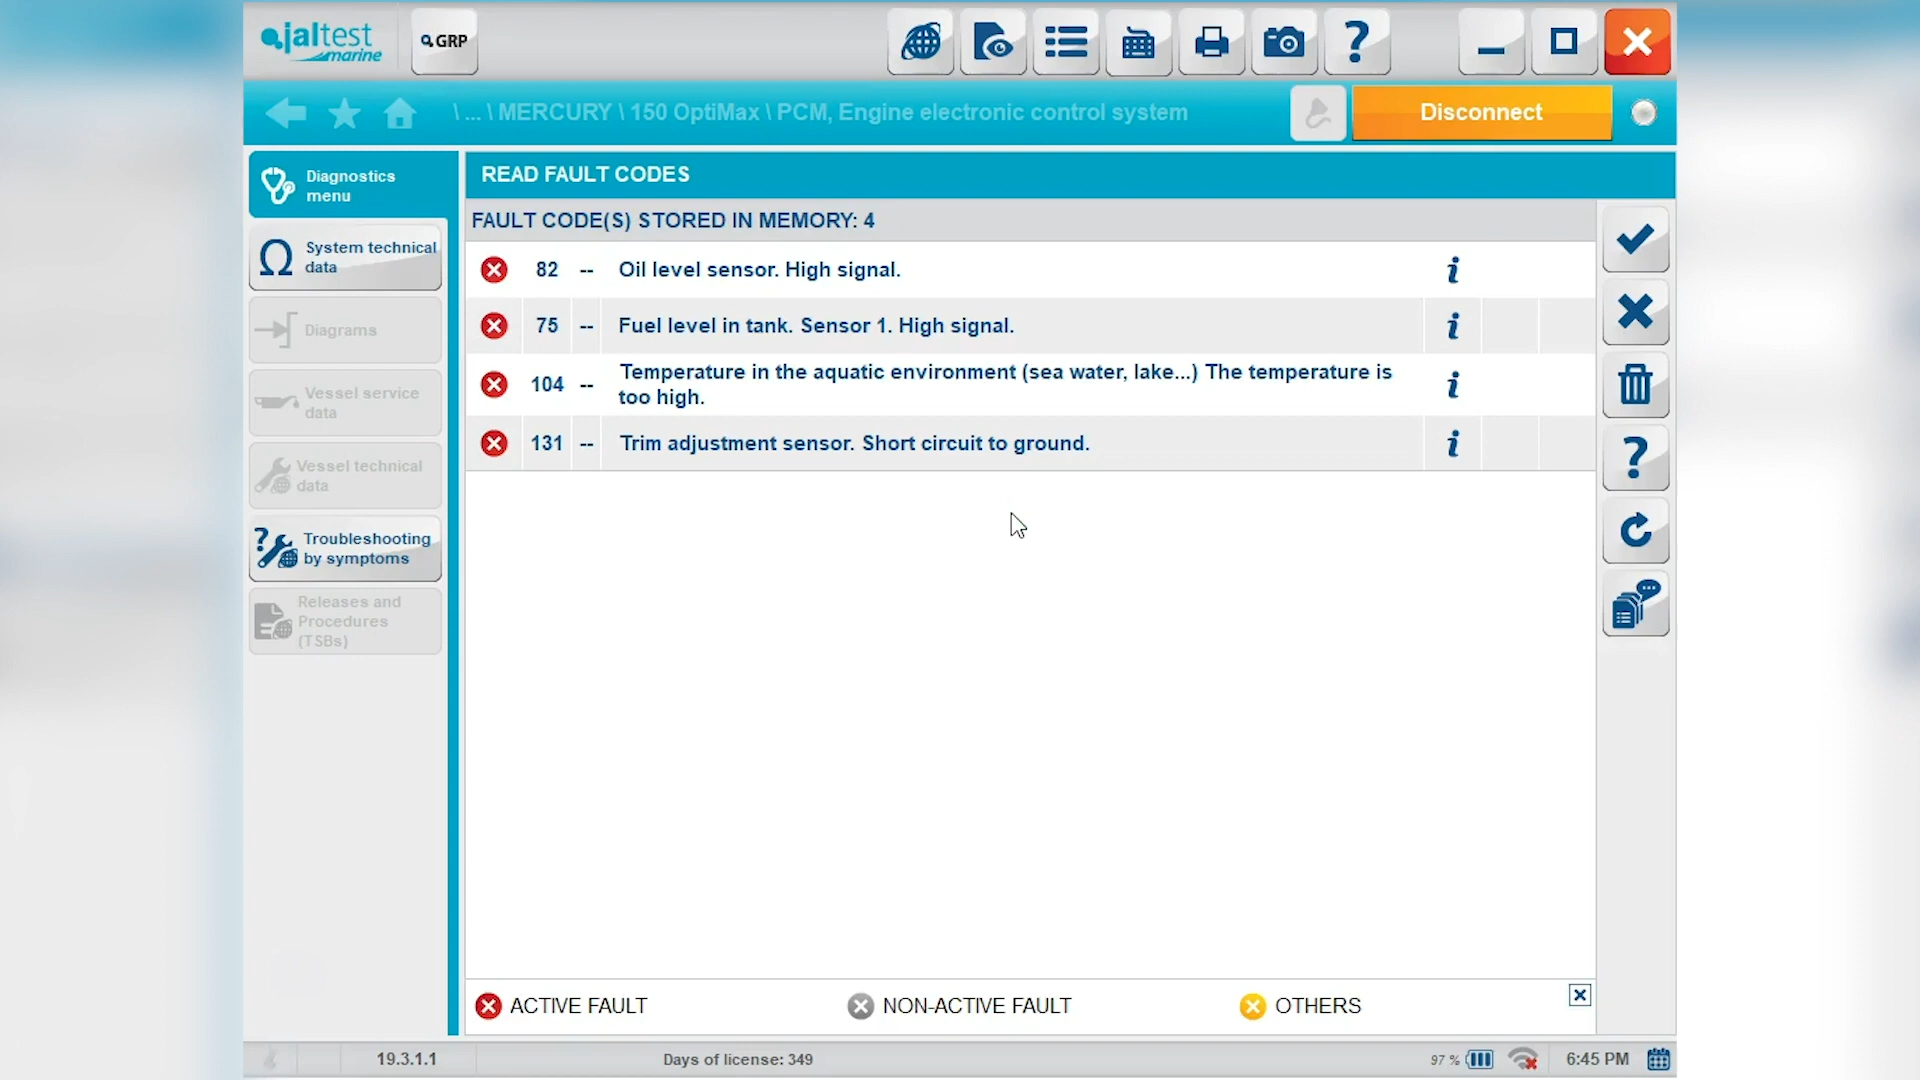 jaltest
marine
GRP
\ ... \ MERCURY \ 150 OptiMax \ PCM, Engine electronic control system
Disconnect
Diagnostics
menu
System technical
data
Diagrams
Vessel service
data
Vessel technical
data
Troubleshooting
by symptoms
Releases and
Procedures
(TSBs)
READ FAULT CODES
FAULT CODE(S) STORED IN MEMORY: 4
82 -- Oil level sensor. High signal.
75 -- Fuel level in tank. Sensor 1. High signal.
104 -- Temperature in the aquatic environment (sea water, lake...) The temperature is
too high.
131 -- Trim adjustment sensor. Short circuit to ground.
ACTIVE FAULT
NON-ACTIVE FAULT
OTHERS
19.3.1.1
Days of license: 349
97 %
6:45 PM